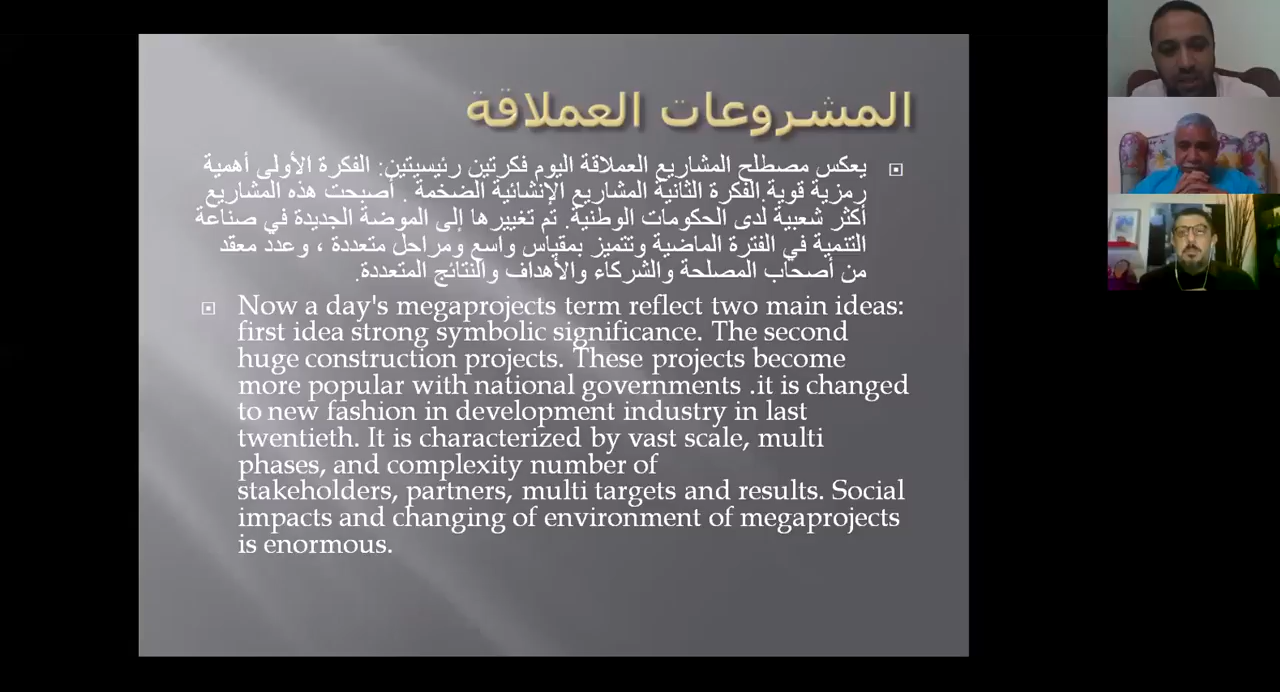 المشروعات العملاقة
يعكس مصطلح المشاريع العملاقة اليوم فكرتين رئيسيتين: الفكرة الأولى أهمية
رمزية قوية.الفكرة الثانية المشاريع الإنشائية الضخمة . أصبحت هذه المشاريع
أكثر شعبية لدى الحكومات الوطنية. تم تغييرها إلى الموضة الجديدة في صناعة
التنمية في الفترة الماضية وتتميز بمقياس واسع ومراحل متعددة ، وعدد معقد
من أصحاب المصلحة والشركاء والأهداف والنتائج المتعددة.
Now a day's megaprojects term reflect two main ideas:
first idea strong symbolic significance. The second
huge construction projects. These projects become
more popular with national governments .it is changed
to new fashion in development industry in last
twentieth. It is characterized by vast scale, multi
phases, and complexity number of
stakeholders, partners, multi targets and results. Social
impacts and changing of environment of megaprojects
is enormous.